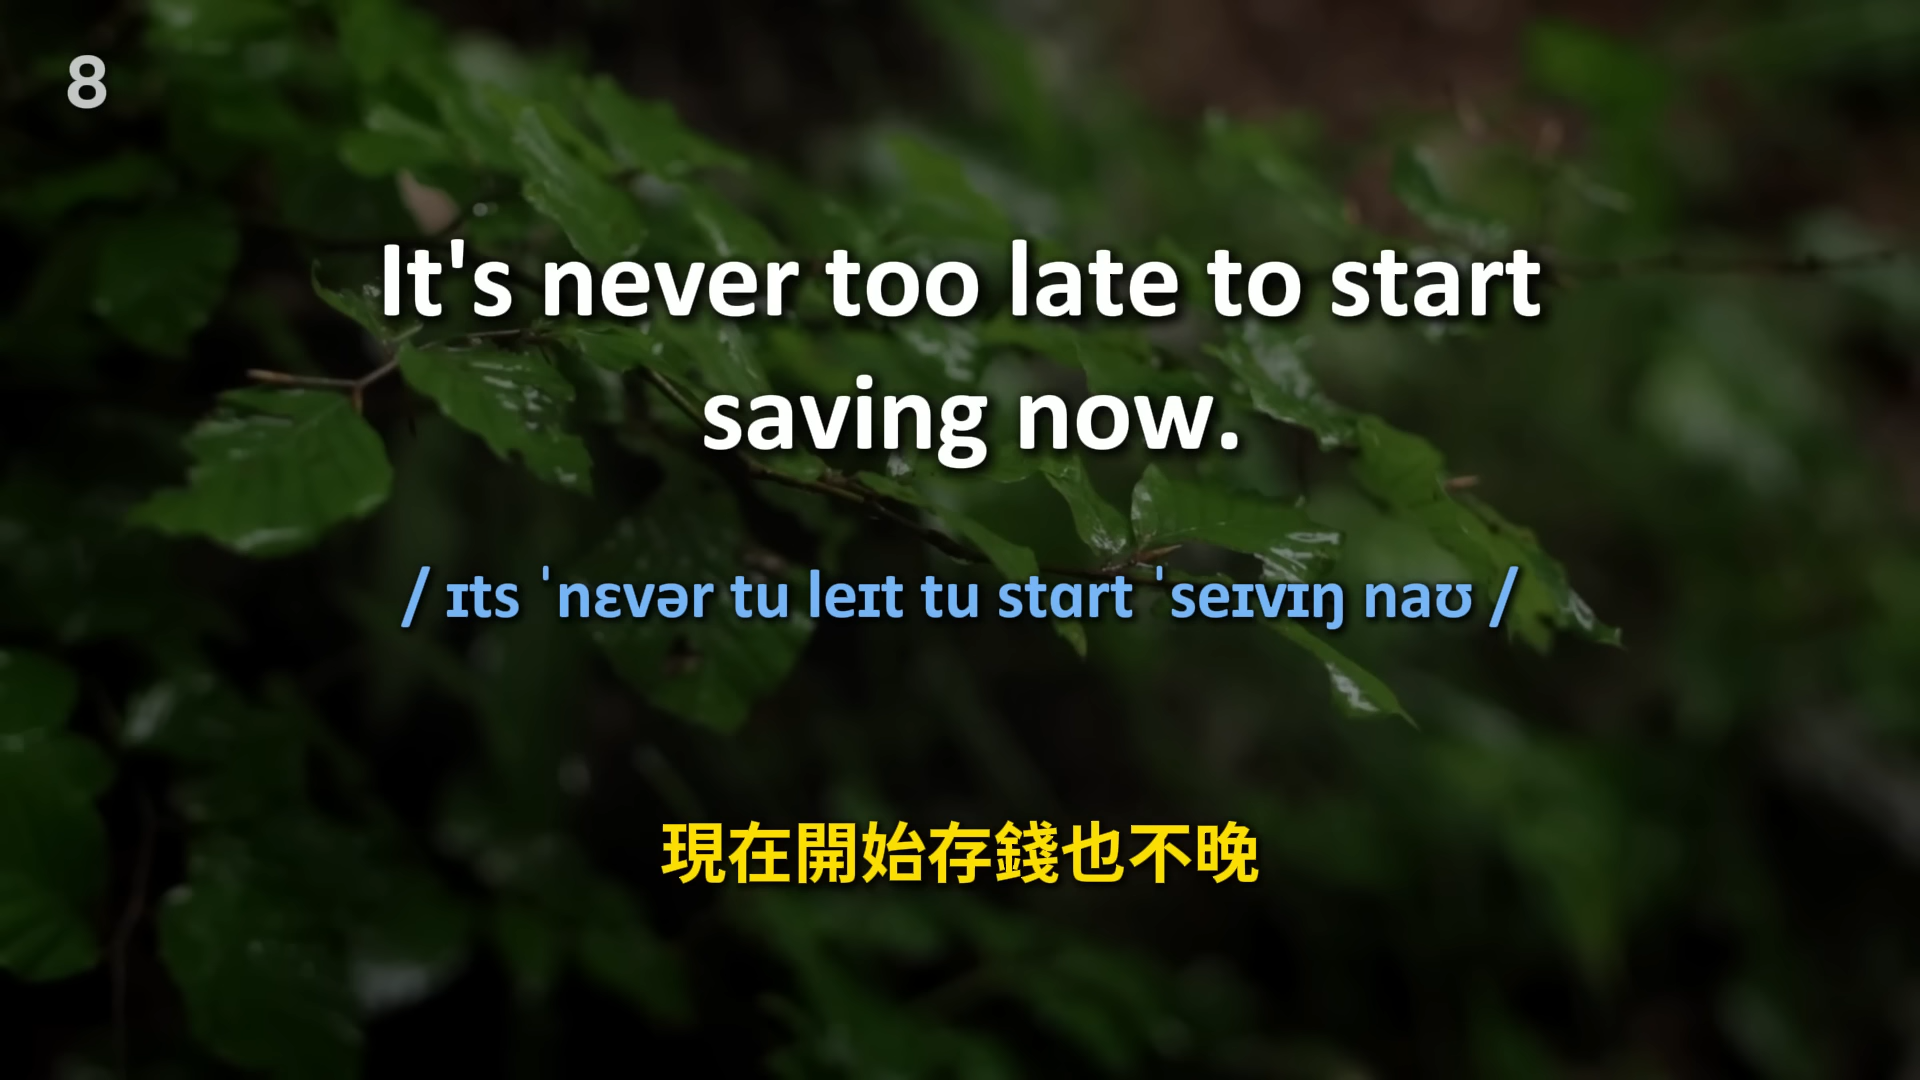 8
It's never too late to start
saving now.
/ ɪts ˈnɛvər tu leɪt tu stɑrt ˈseɪvɪŋ naʊ /
現在開始存錢也不晚